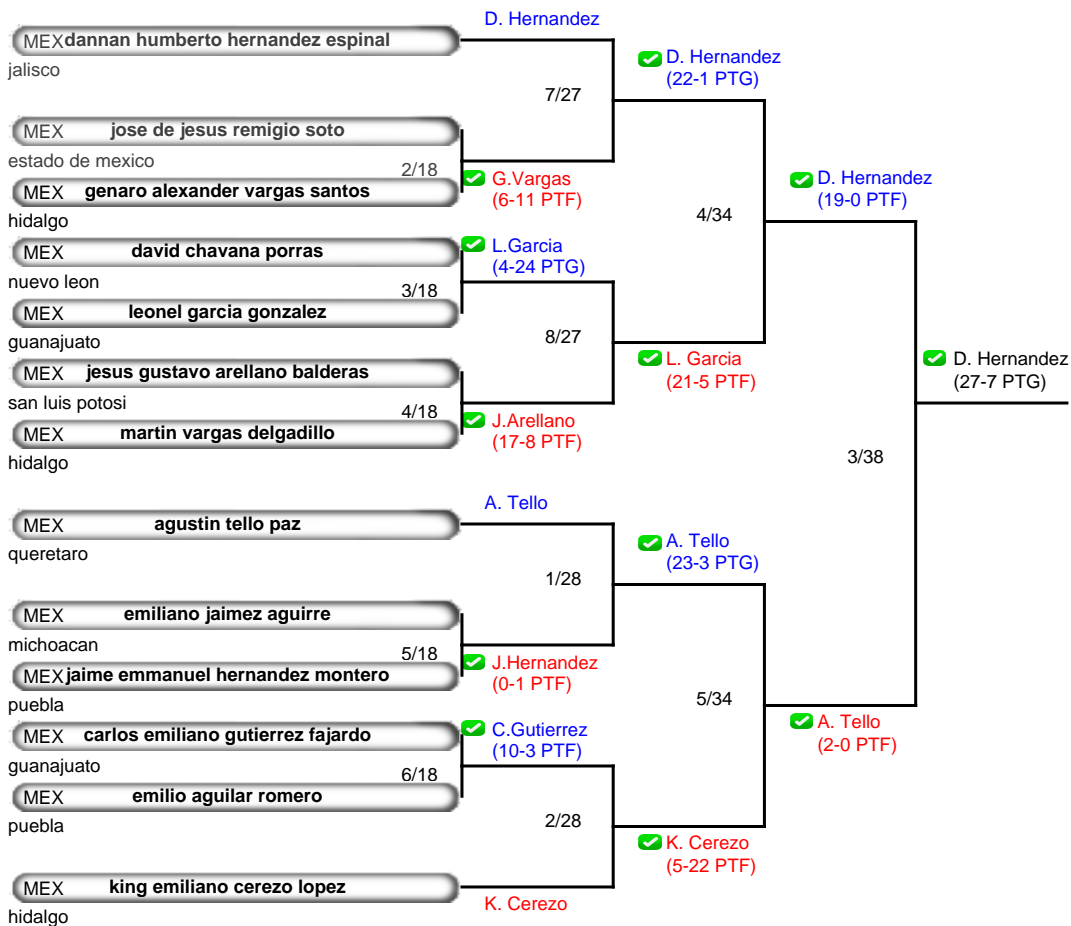 D. Hernandez
MEX dannan humberto hernandez espinal
jalisco
D. Hernandez
(22-1 PTG)
7/27
MEX jose de jesus remigio soto
estado de mexico
2/18
MEX genaro alexander vargas santos
hidalgo
G.Vargas
(6-11 PTF)
D. Hernandez
(19-0 PTF)
4/34
MEX david chavana porras
nuevo leon
L.Garcia
(4-24 PTG)
3/18
MEX leonel garcia gonzalez
guanajuato
8/27
L. Garcia
(21-5 PTF)
MEX jesus gustavo arellano balderas
san luis potosi
4/18
MEX martin vargas delgadillo
hidalgo
J.Arellano
(17-8 PTF)
D. Hernandez
(27-7 PTG)
3/38
A. Tello
MEX agustin tello paz
queretaro
A. Tello
(23-3 PTG)
1/28
MEX emiliano jaimez aguirre
michoacan
5/18
MEX jaime emmanuel hernandez montero
puebla
J.Hernandez
(0-1 PTF)
5/34
A. Tello
(2-0 PTF)
MEX carlos emiliano gutierrez fajardo
guanajuato
C.Gutierrez
(10-3 PTF)
6/18
MEX emilio aguilar romero
puebla
2/28
K. Cerezo
(5-22 PTF)
MEX king emiliano cerezo lopez
hidalgo
K. Cerezo